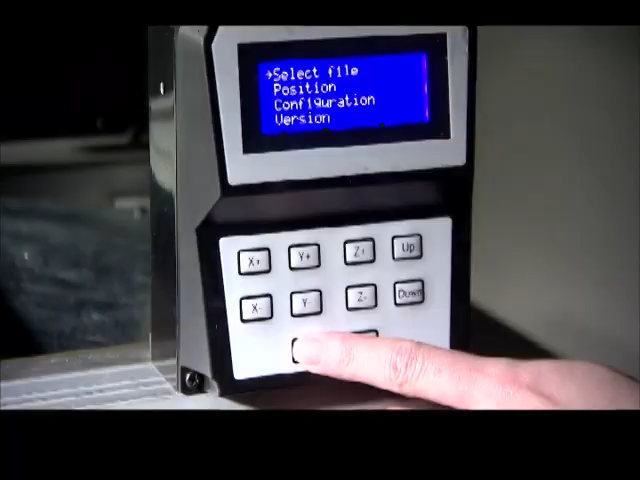 →Select file
Position
Configuration
Version
X+ Y+ Z+ Up
X- Y- Z- Down